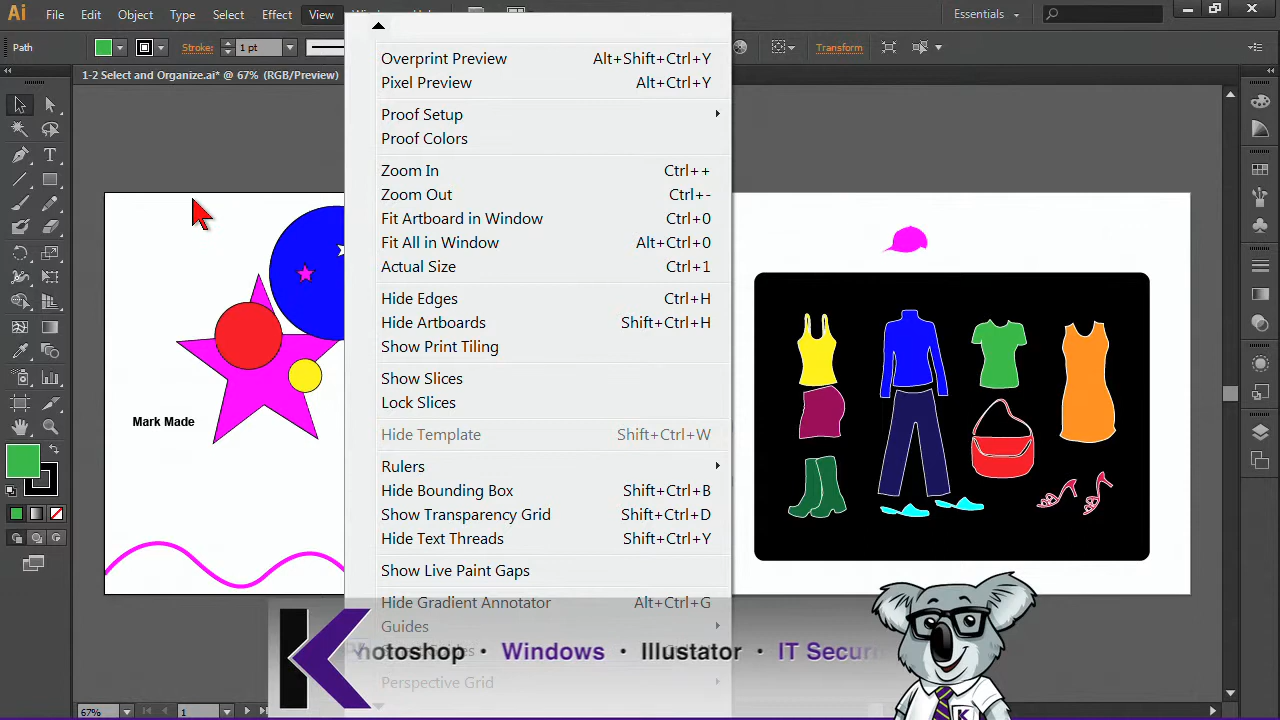 Ai File Edit Object Type Select Effect View
Essentials
Path Stroke: 1 pt Transform
1-2 Select and Organize.ai* @ 67% (RGB/Preview)
Overprint Preview Alt+Shift+Ctrl+Y
Pixel Preview Alt+Ctrl+Y
Proof Setup
Proof Colors
Zoom In Ctrl++
Zoom Out Ctrl+-
Fit Artboard in Window Ctrl+0
Fit All in Window Alt+Ctrl+0
Actual Size Ctrl+1
Hide Edges Ctrl+H
Hide Artboards Shift+Ctrl+H
Show Print Tiling
Show Slices
Lock Slices
Hide Template Shift+Ctrl+W
Rulers
Hide Bounding Box Shift+Ctrl+B
Show Transparency Grid Shift+Ctrl+D
Hide Text Threads Shift+Ctrl+Y
Show Live Paint Gaps
Hide Gradient Annotator Alt+Ctrl+G
Guides
Perspective Grid
Mark Made
K hotoshop • Windows • Illustator • IT Secur
K
67% 1